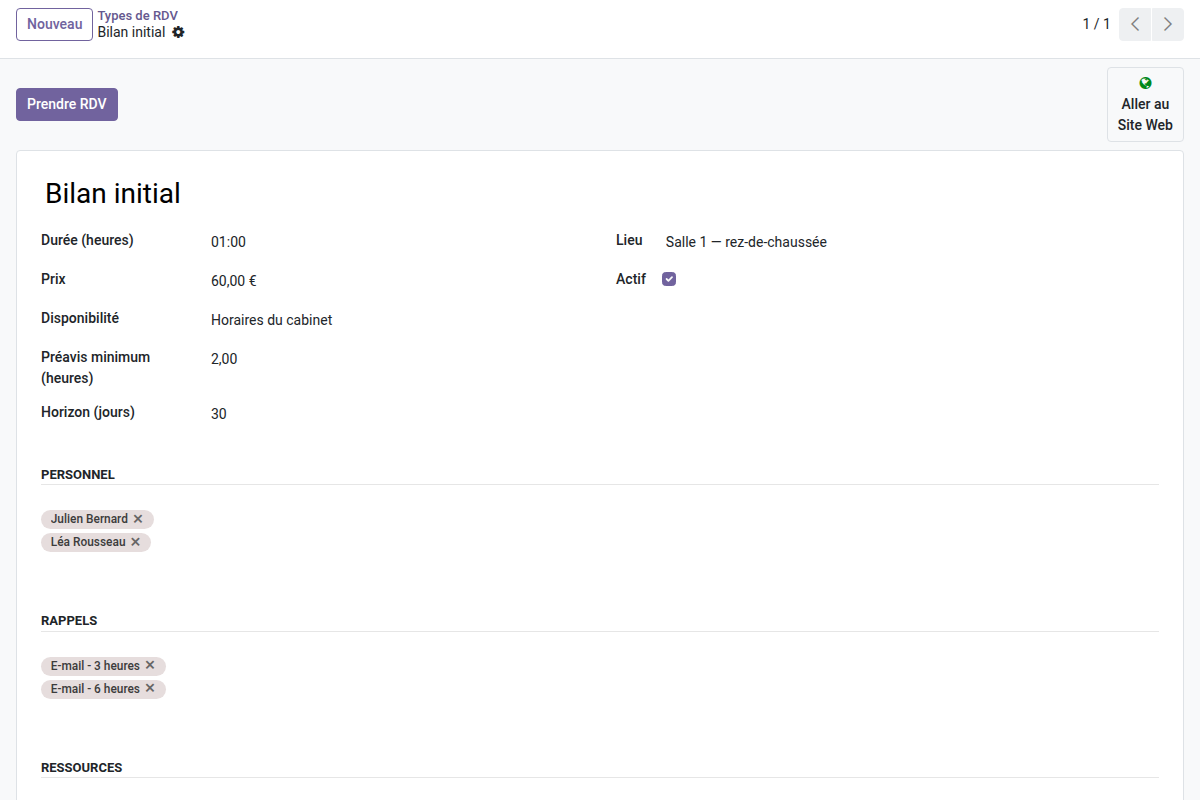 Nouveau
Types de RDV
Bilan initial
1 / 1
Prendre RDV
Aller au
Site Web
Bilan initial
Durée (heures)
01:00
Lieu
Salle 1 — rez-de-chaussée
Prix
60,00 €
Actif
Disponibilité
Horaires du cabinet
Préavis minimum
(heures)
2,00
Horizon (jours)
30
PERSONNEL
Julien Bernard ✕
Léa Rousseau ✕
RAPPELS
E-mail - 3 heures ✕
E-mail - 6 heures ✕
RESSOURCES